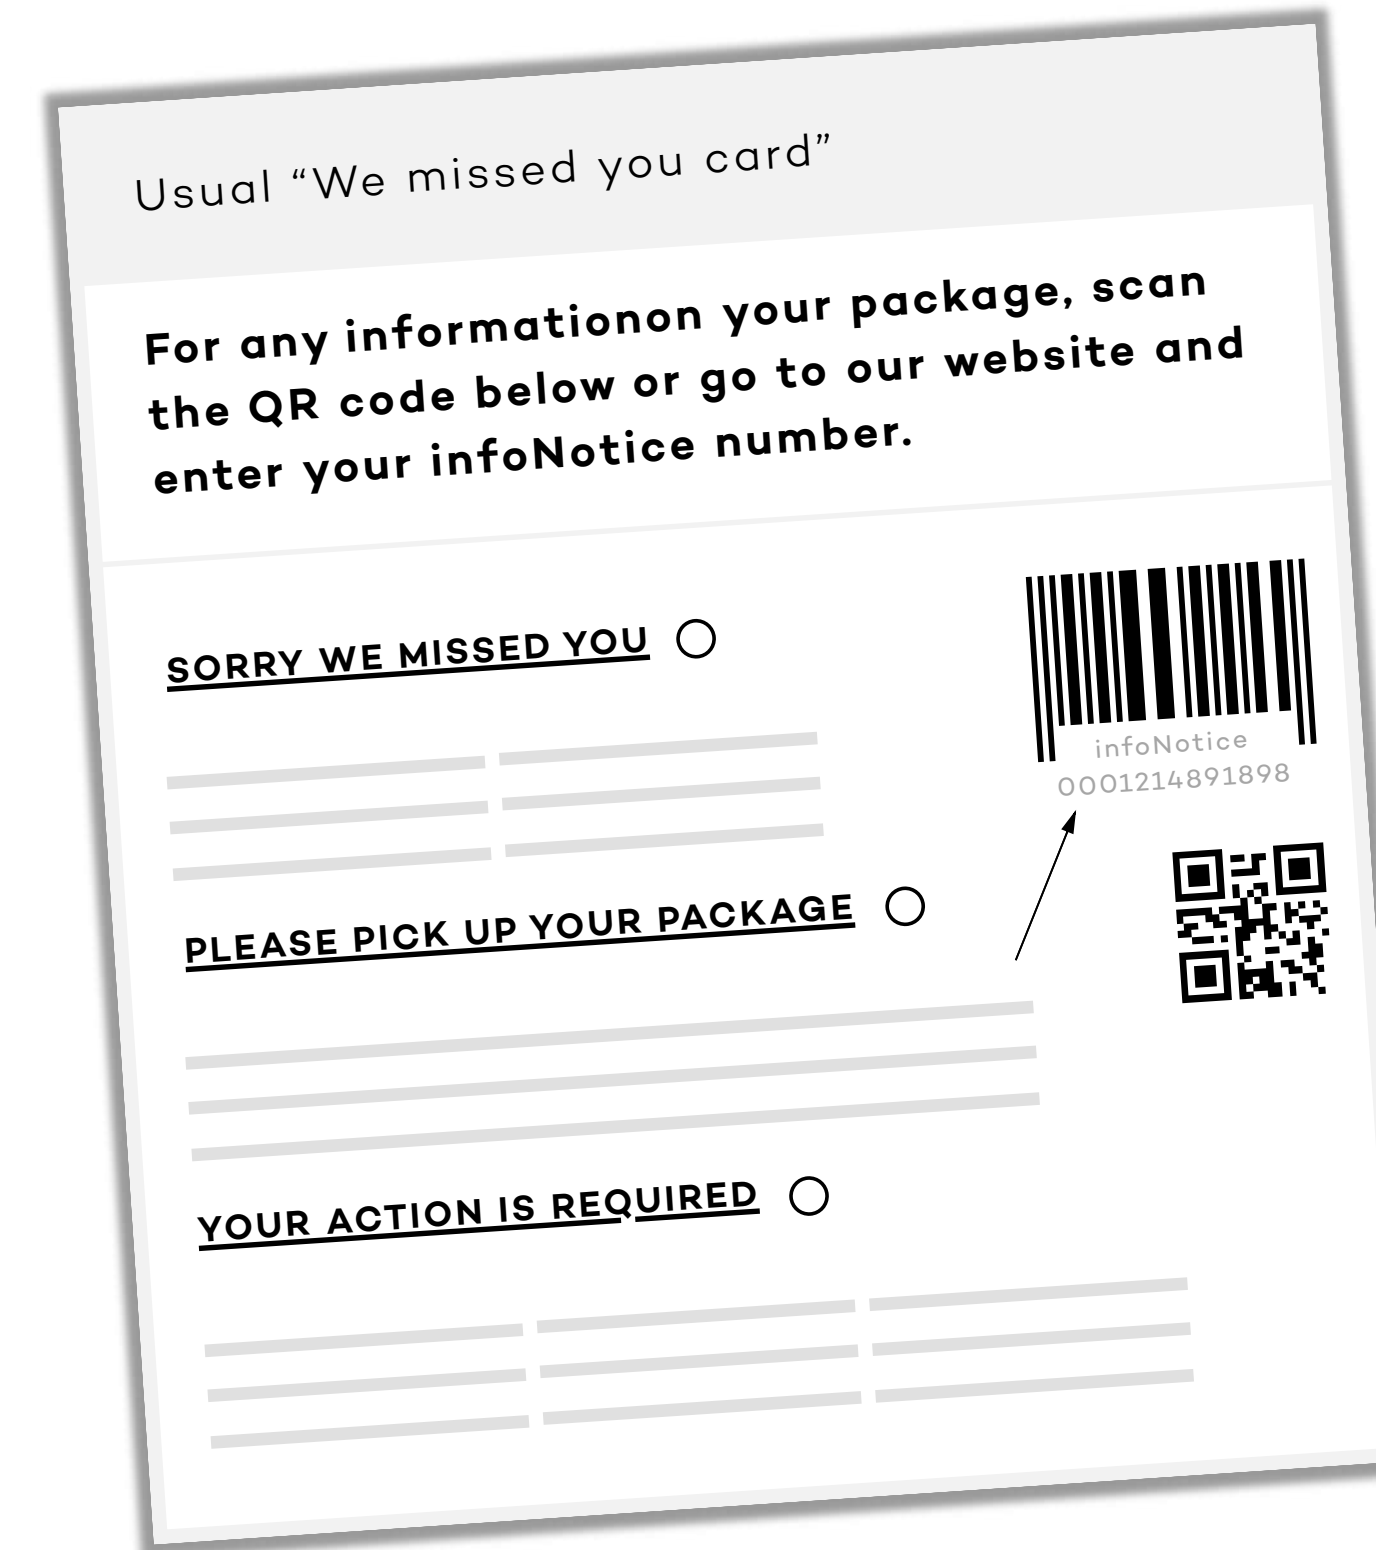 Usual “We missed you card”
For any informationon your package, scan
the QR code below or go to our website and
enter your infoNotice number.
SORRY WE MISSED YOU
infoNotice
0001214891898
PLEASE PICK UP YOUR PACKAGE
YOUR ACTION IS REQUIRED